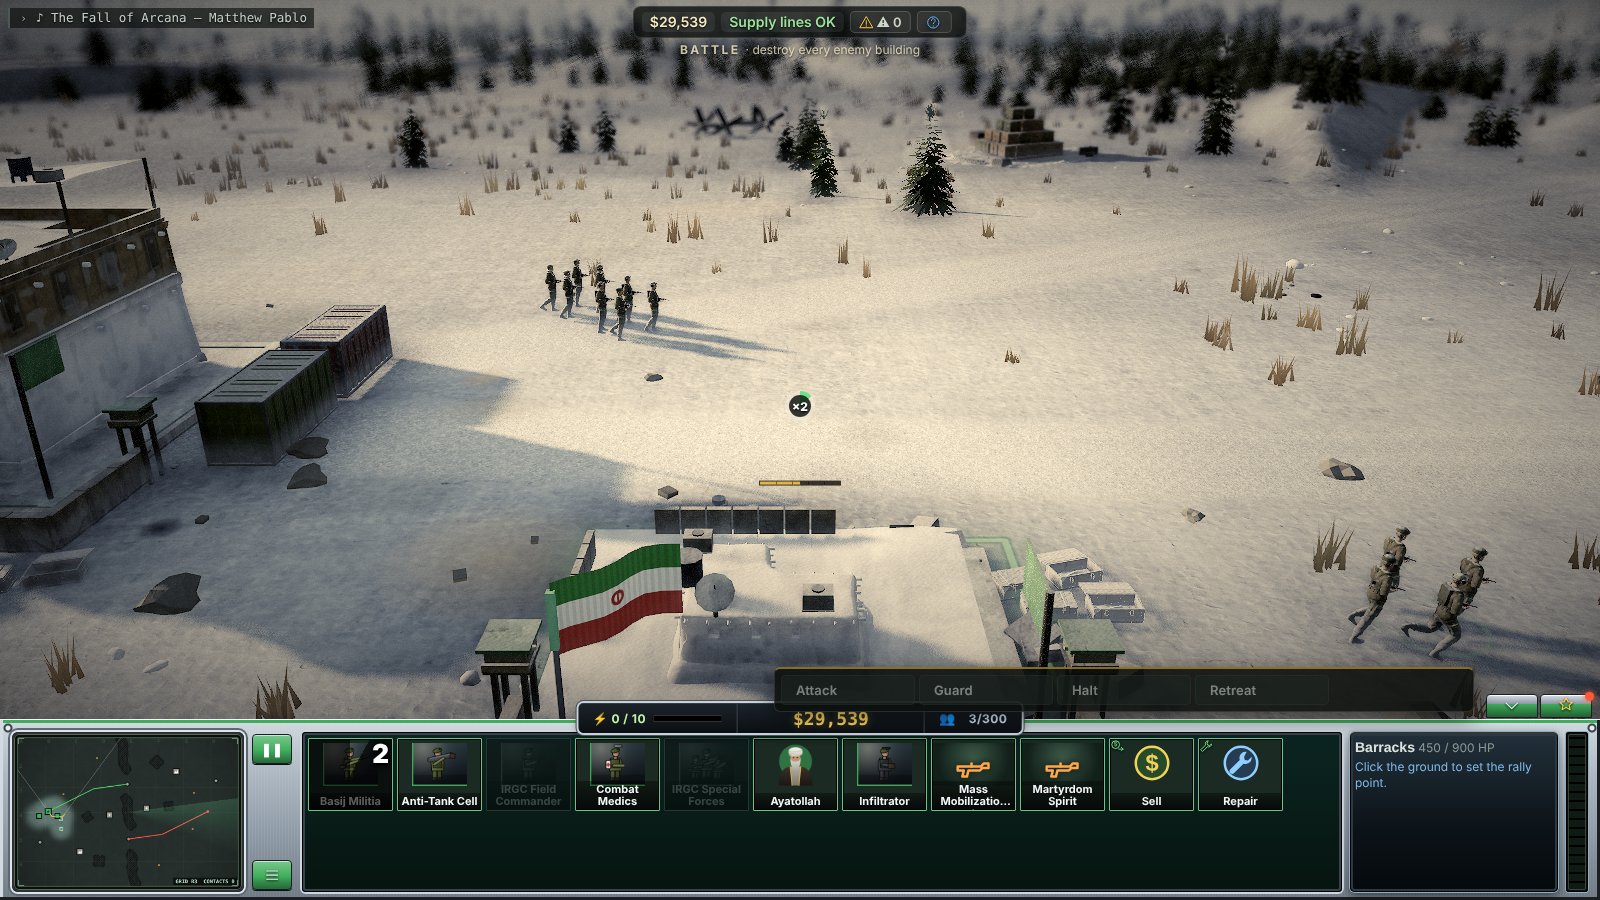 › ♪ The Fall of Arcana — Matthew Pablo
$29,539 Supply lines OK 0
BATTLE · destroy every enemy building
×2
Attack Guard Halt Retreat
0 / 10 $29,539 3/300
2
Basij Militia
Anti-Tank Cell
IRGC Field Commander
Combat Medics
IRGC Special Forces
Ayatollah
Infiltrator
Mass Mobilizatio...
Martyrdom Spirit
Sell
Repair
Barracks 450 / 900 HP
Click the ground to set the rally
point.